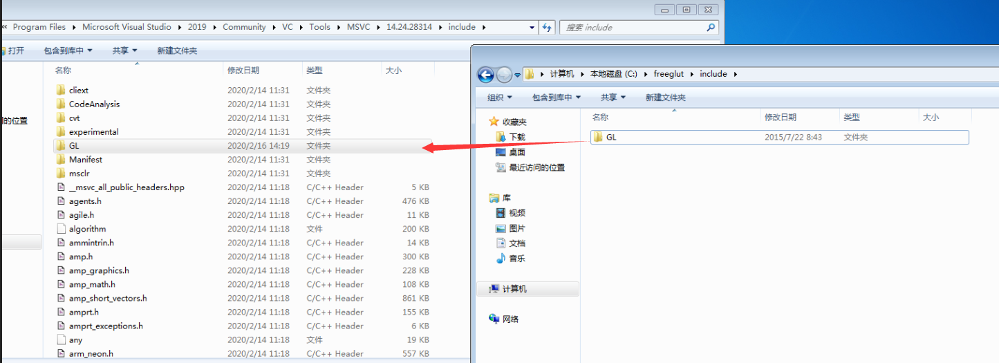 « Program Files ▸ Microsoft Visual Studio ▸ 2019 ▸ Community ▸ VC ▸ Tools ▸ MSVC ▸ 14.24.28314 ▸ include ▸
搜索 include
打开 包含到库中 共享 新建文件夹
名称 修改日期 类型 大小
的位置
cliext 2020/2/14 11:31 文件夹
CodeAnalysis 2020/2/14 11:31 文件夹
cvt 2020/2/14 11:31 文件夹
experimental 2020/2/14 11:31 文件夹
GL 2020/2/16 14:19 文件夹
Manifest 2020/2/14 11:31 文件夹
msclr 2020/2/14 11:31 文件夹
__msvc_all_public_headers.hpp 2020/2/14 11:18 C/C++ Header 5 KB
agents.h 2020/2/14 11:18 C/C++ Header 476 KB
agile.h 2020/2/14 11:18 C/C++ Header 11 KB
algorithm 2020/2/14 11:18 文件 200 KB
ammintrin.h 2020/2/14 11:18 C/C++ Header 14 KB
amp.h 2020/2/14 11:18 C/C++ Header 300 KB
amp_graphics.h 2020/2/14 11:18 C/C++ Header 228 KB
amp_math.h 2020/2/14 11:18 C/C++ Header 108 KB
amp_short_vectors.h 2020/2/14 11:18 C/C++ Header 861 KB
amprt.h 2020/2/14 11:18 C/C++ Header 155 KB
amprt_exceptions.h 2020/2/14 11:18 C/C++ Header 6 KB
any 2020/2/14 11:18 文件 19 KB
arm_neon.h 2020/2/14 11:18 C/C++ Header 557 KB
计算机 ▸ 本地磁盘 (C:) ▸ freeglut ▸ include ▸
组织 包含到库中 共享 新建文件夹
名称 修改日期 类型 大小
GL 2015/7/22 8:43 文件夹
收藏夹
下载
桌面
最近访问的位置
库
视频
图片
文档
音乐
计算机
网络